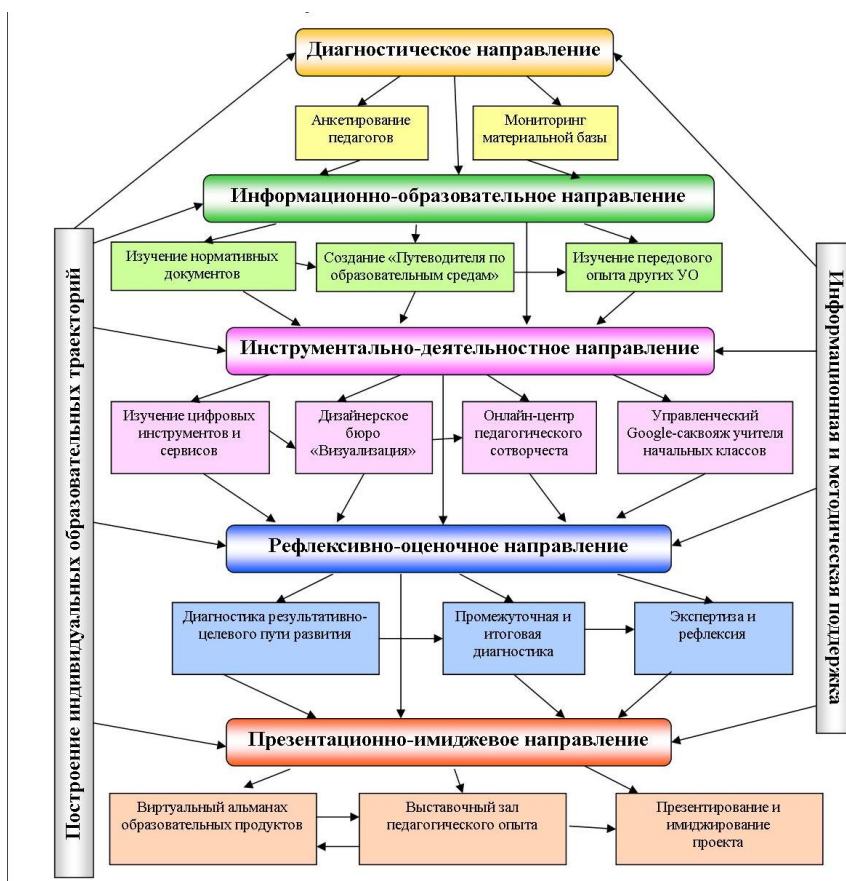 Диагностическое направление
Анкетирование
педагогов
Мониторинг
материальной базы
Информационно-образовательное направление
Изучение нормативных
документов
Создание «Путеводителя по
образовательным средам»
Изучение передового
опыта других УО
Инструментально-деятельностное направление
Изучение цифровых
инструментов и
сервисов
Дизайнерское
бюро
«Визуализация»
Онлайн-центр
педагогического
сотворчеста
Управленческий
Google-саквояж учителя
начальных классов
Рефлексивно-оценочное направление
Диагностика результативно-
целевого пути развития
Промежуточная и
итоговая
диагностика
Экспертиза и
рефлексия
Презентационно-имиджевое направление
Виртуальный альманах
образовательных продуктов
Выставочный зал
педагогического опыта
Презентирование и
имиджирование
проекта
Построение индивидуальных образовательных траекторий
Информационная и методическая поддержка